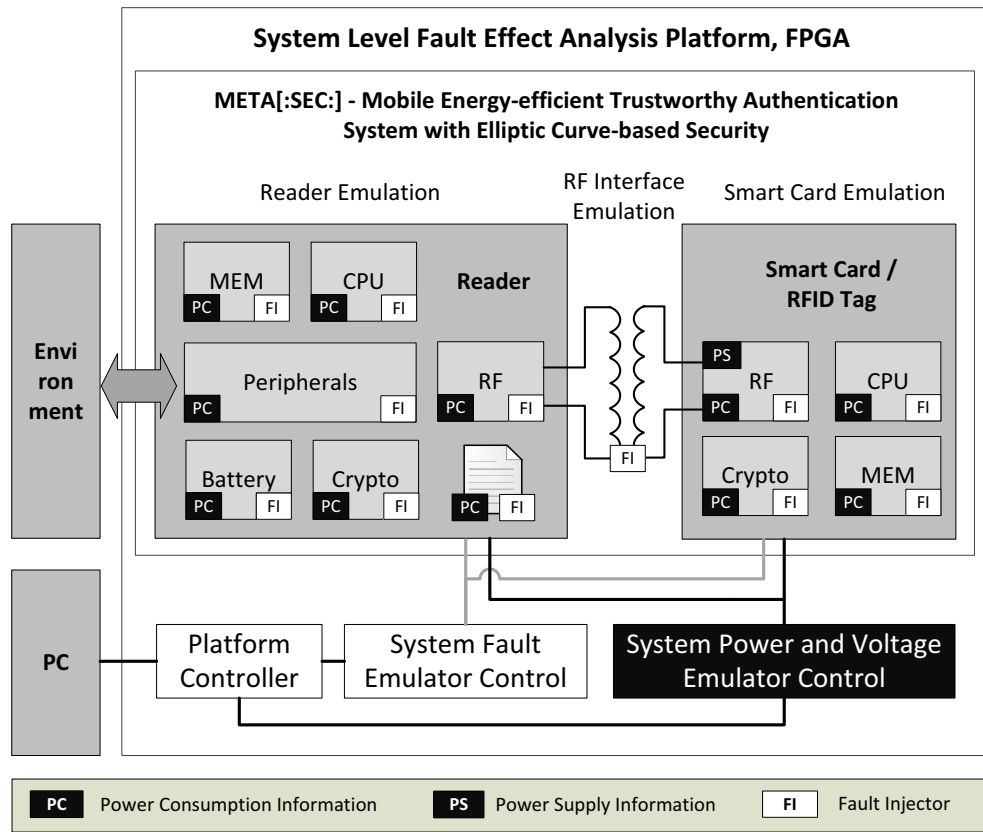 System Level Fault Effect Analysis Platform, FPGA
META[:SEC:] - Mobile Energy-efficient Trustworthy Authentication
System with Elliptic Curve-based Security
Reader Emulation
RF Interface
Emulation
Smart Card Emulation
Envi
ron
ment
MEM
PC FI
CPU
PC FI
Reader
Peripherals
PC FI
RF
PC FI
Battery
PC FI
Crypto
PC FI
PC FI
FI
Smart Card /
RFID Tag
PS
RF
PC FI
CPU
PC FI
Crypto
PC FI
MEM
PC FI
PC
Platform
Controller
System Fault
Emulator Control
System Power and Voltage
Emulator Control
PC Power Consumption Information PS Power Supply Information FI Fault Injector